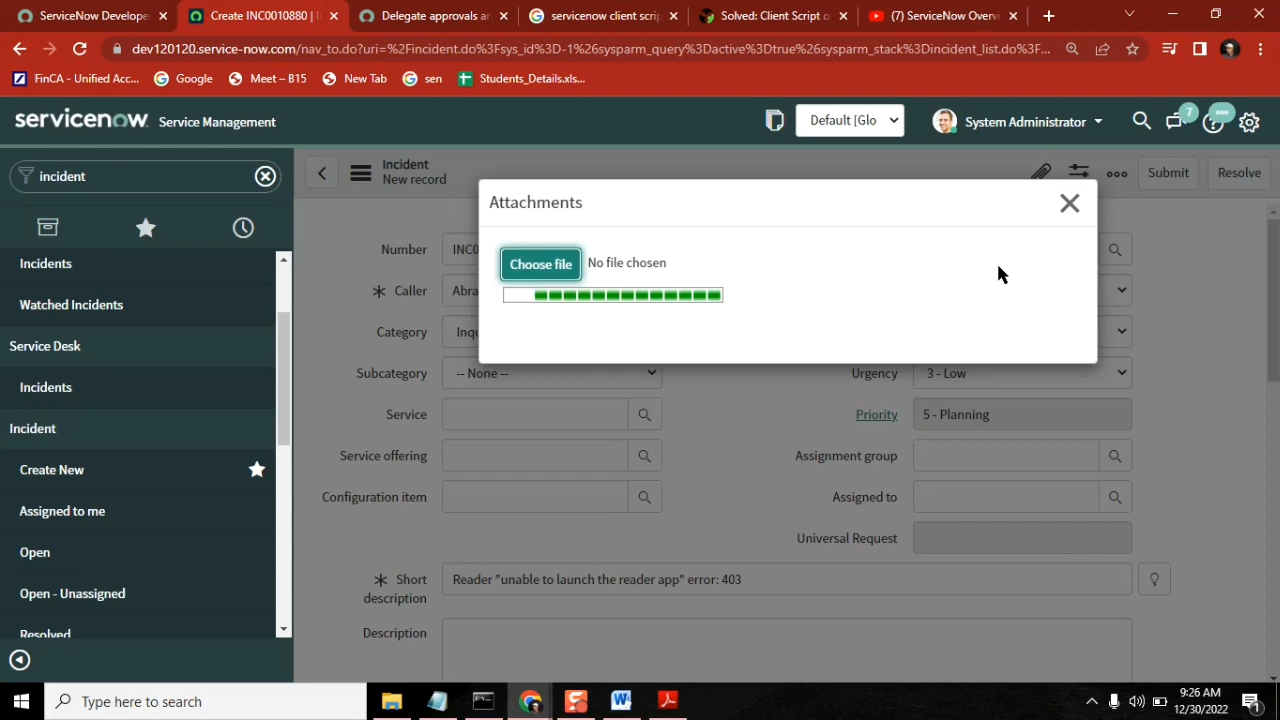 ServiceNow Develope
Create INC0010880 | I
Delegate approvals a
servicenow client scrip
Solved: Client Script o
(7) ServiceNow Overvi
dev120120.service-now.com/nav_to.do?uri=%2Fincident.do%3Fsys_id%3D-1%26sysparm_query%3Dactive%3Dtrue%26sysparm_stack%3Dincident_list.do%3F...
FinCA - Unified Acc...
Google
Meet – B15
New Tab
sen
Students_Details.xls...
servicenow. Service Management
Default [Glo
System Administrator
7
incident
Incident
New record
Submit
Resolve
Attachments
Incidents
Number
INC0
Choose file
No file chosen
Watched Incidents
Caller
Abra
Service Desk
Category
Inqu
Incidents
Subcategory
-- None --
Urgency
3 - Low
Incident
Service
Priority
5 - Planning
Create New
Service offering
Assignment group
Assigned to me
Configuration item
Assigned to
Open
Universal Request
Open - Unassigned
Short description
Reader "unable to launch the reader app" error: 403
Resolved
Description
Type here to search
9:26 AM
12/30/2022
1